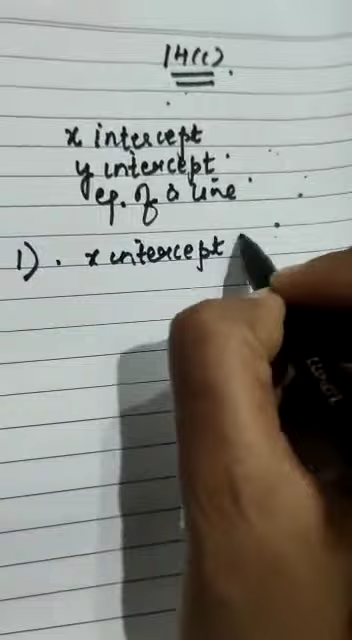 14(c).
x intercept
y intercept
eq. of a line
1). x intercept